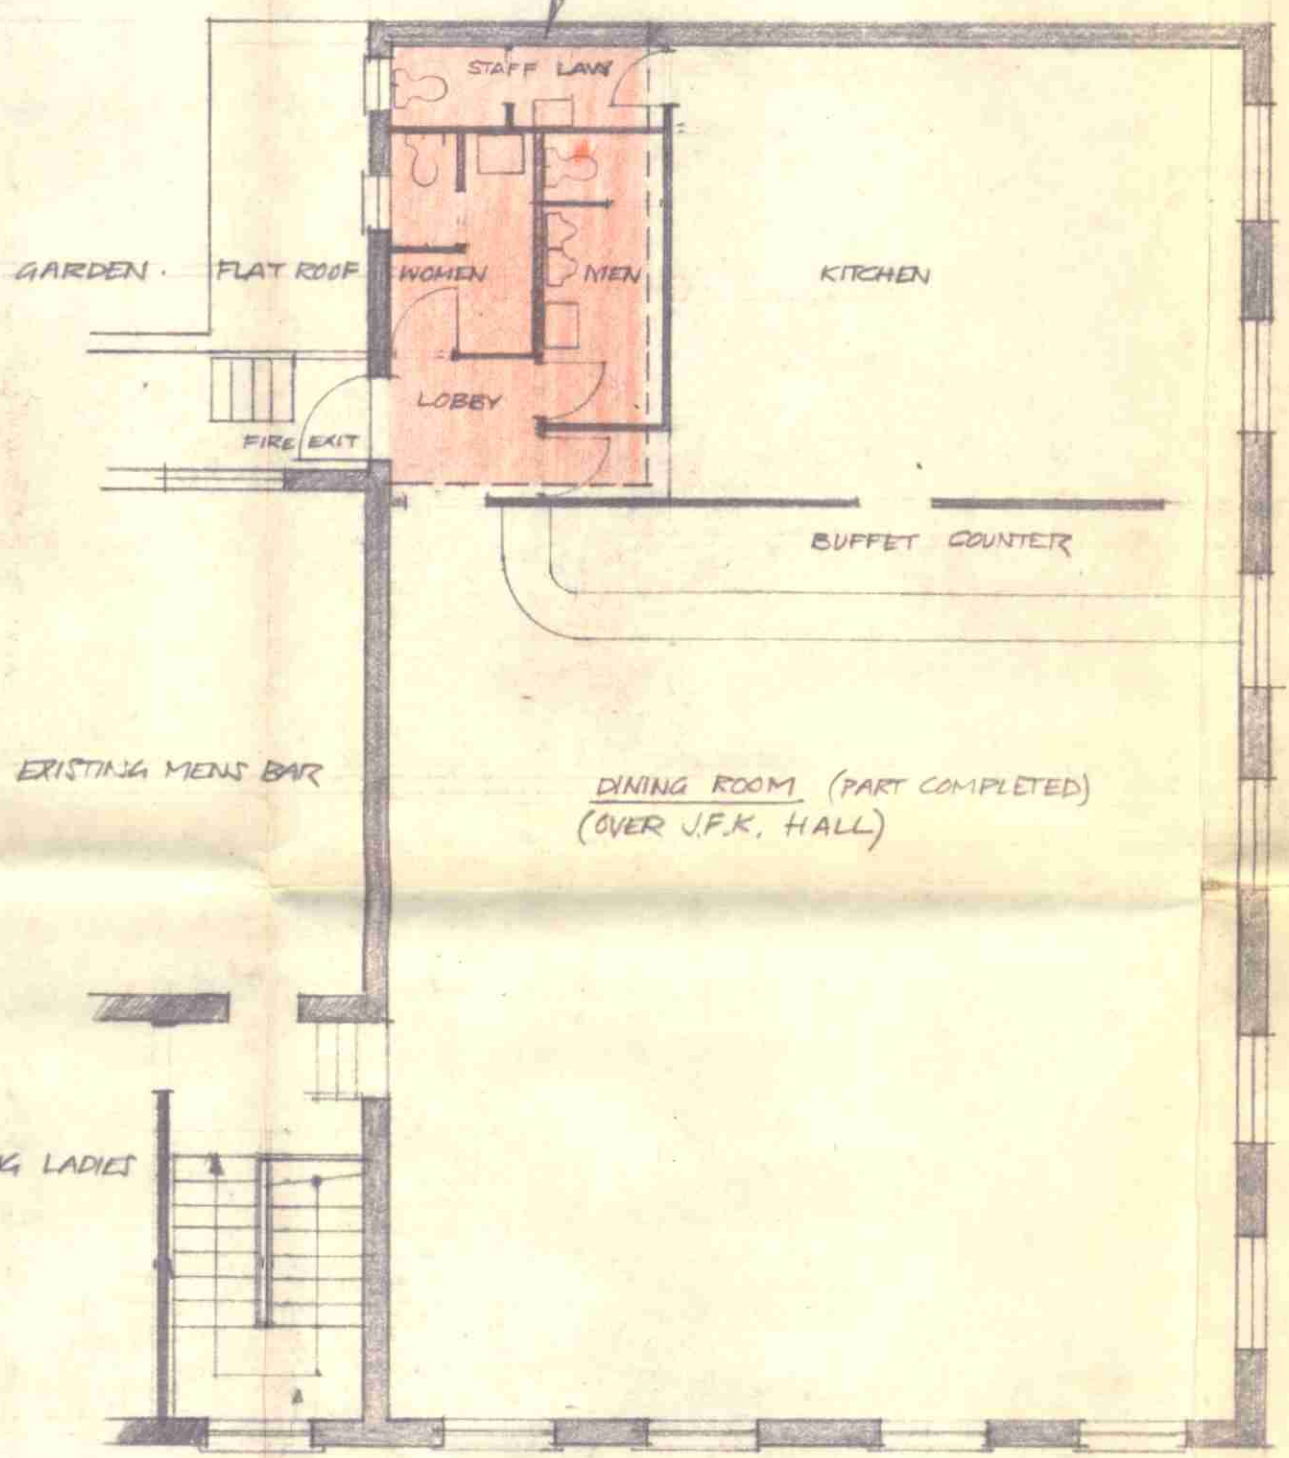 STAFF LAVY
GARDEN.
FLAT ROOF
WOMEN
MEN
KITCHEN
LOBBY
FIRE EXIT
BUFFET COUNTER
EXISTING MENS BAR
DINING ROOM (PART COMPLETED)
(OVER J.F.K. HALL)
G LADIES